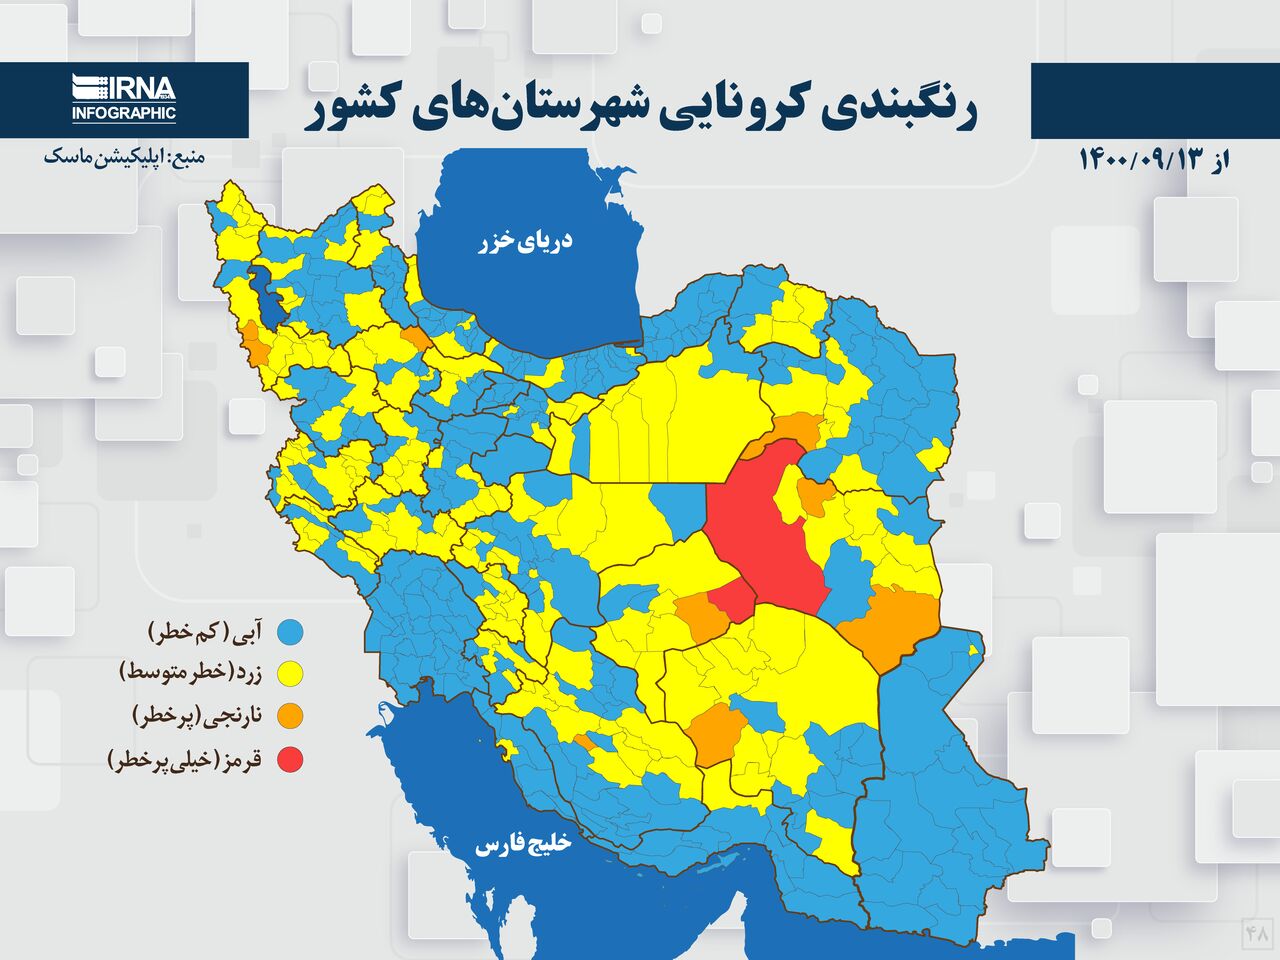 IRNA
INFOGRAPHIC
رنگبندی کرونایی شهرستان‌های کشور
از ۱۴۰۰/۰۹/۱۳
منبع: اپلیکیشن ماسک
دریای خزر
آبی (کم خطر)
زرد (خطر متوسط)
نارنجی (پرخطر)
قرمز (خیلی پرخطر)
خلیج فارس
۴۸